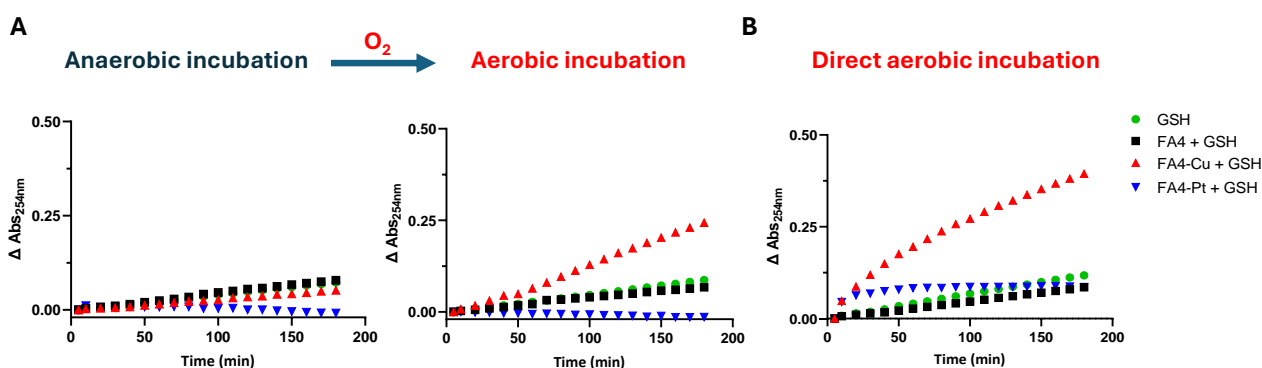 A
B
Anaerobic incubation
O2
Aerobic incubation
Direct aerobic incubation
Δ Abs254nm
0.50
0.25
0.00
0
50
100
150
200
Time (min)
Δ Abs254nm
0.50
0.25
0.00
0
50
100
150
200
Time (min)
Δ Abs254nm
0.50
0.25
0.00
0
50
100
150
200
Time (min)
GSH
FA4 + GSH
FA4-Cu + GSH
FA4-Pt + GSH